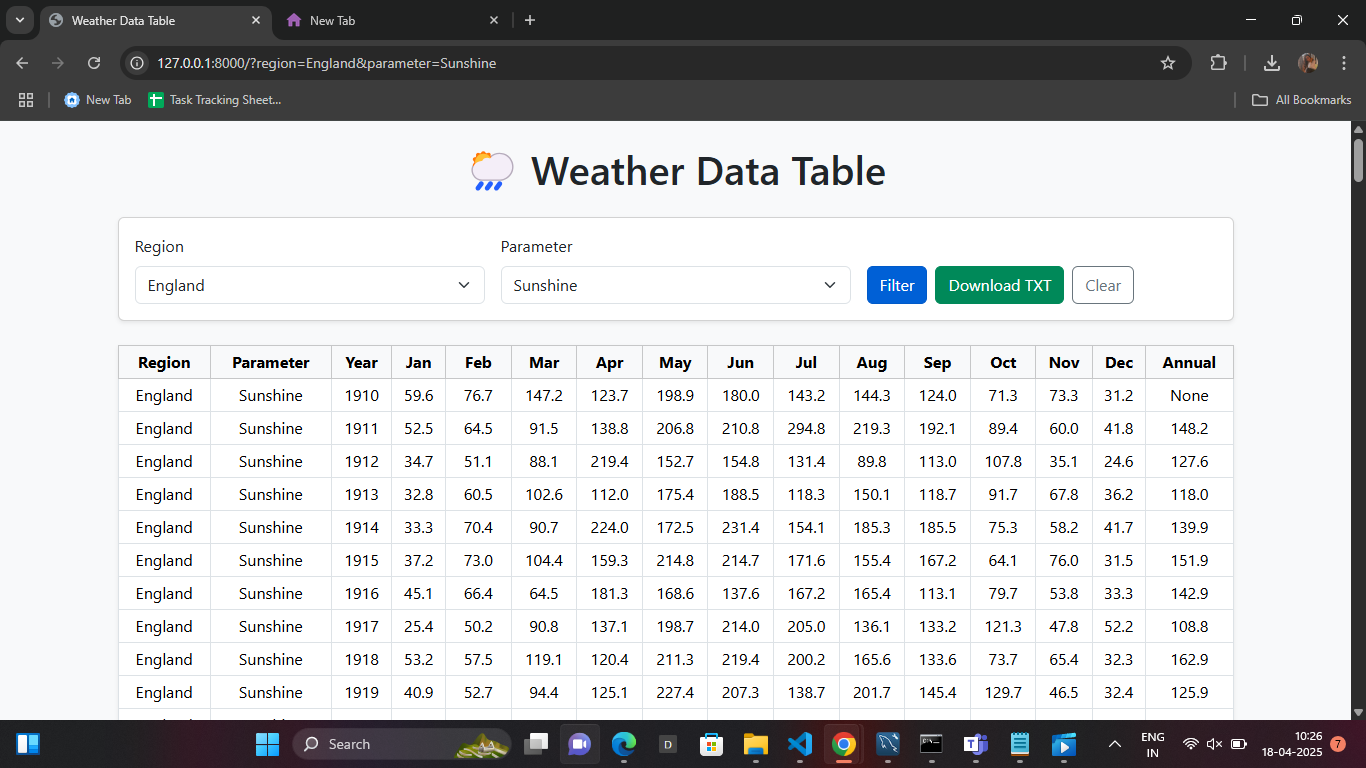 Weather Data Table
New Tab
127.0.0.1:8000/?region=England&parameter=Sunshine
New Tab
Task Tracking Sheet...
All Bookmarks
Weather Data Table
Region
Parameter
England
Sunshine
Filter
Download TXT
Clear
Region Parameter Year Jan Feb Mar Apr May Jun Jul Aug Sep Oct Nov Dec Annual
England Sunshine 1910 59.6 76.7 147.2 123.7 198.9 180.0 143.2 144.3 124.0 71.3 73.3 31.2 None
England Sunshine 1911 52.5 64.5 91.5 138.8 206.8 210.8 294.8 219.3 192.1 89.4 60.0 41.8 148.2
England Sunshine 1912 34.7 51.1 88.1 219.4 152.7 154.8 131.4 89.8 113.0 107.8 35.1 24.6 127.6
England Sunshine 1913 32.8 60.5 102.6 112.0 175.4 188.5 118.3 150.1 118.7 91.7 67.8 36.2 118.0
England Sunshine 1914 33.3 70.4 90.7 224.0 172.5 231.4 154.1 185.3 185.5 75.3 58.2 41.7 139.9
England Sunshine 1915 37.2 73.0 104.4 159.3 214.8 214.7 171.6 155.4 167.2 64.1 76.0 31.5 151.9
England Sunshine 1916 45.1 66.4 64.5 181.3 168.6 137.6 167.2 165.4 113.1 79.7 53.8 33.3 142.9
England Sunshine 1917 25.4 50.2 90.8 137.1 198.7 214.0 205.0 136.1 133.2 121.3 47.8 52.2 108.8
England Sunshine 1918 53.2 57.5 119.1 120.4 211.3 219.4 200.2 165.6 133.6 73.7 65.4 32.3 162.9
England Sunshine 1919 40.9 52.7 94.4 125.1 227.4 207.3 138.7 201.7 145.4 129.7 46.5 32.4 125.9
Search
D
ENG
IN
10:26
18-04-2025
7